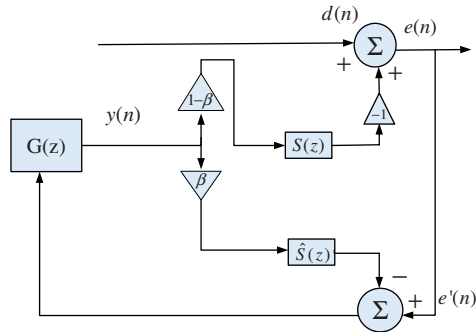 d(n)
e(n)
Σ
+
+
1−β
−1
y(n)
G(z)
S(z)
β
Ŝ(z)
−
+
e'(n)
Σ